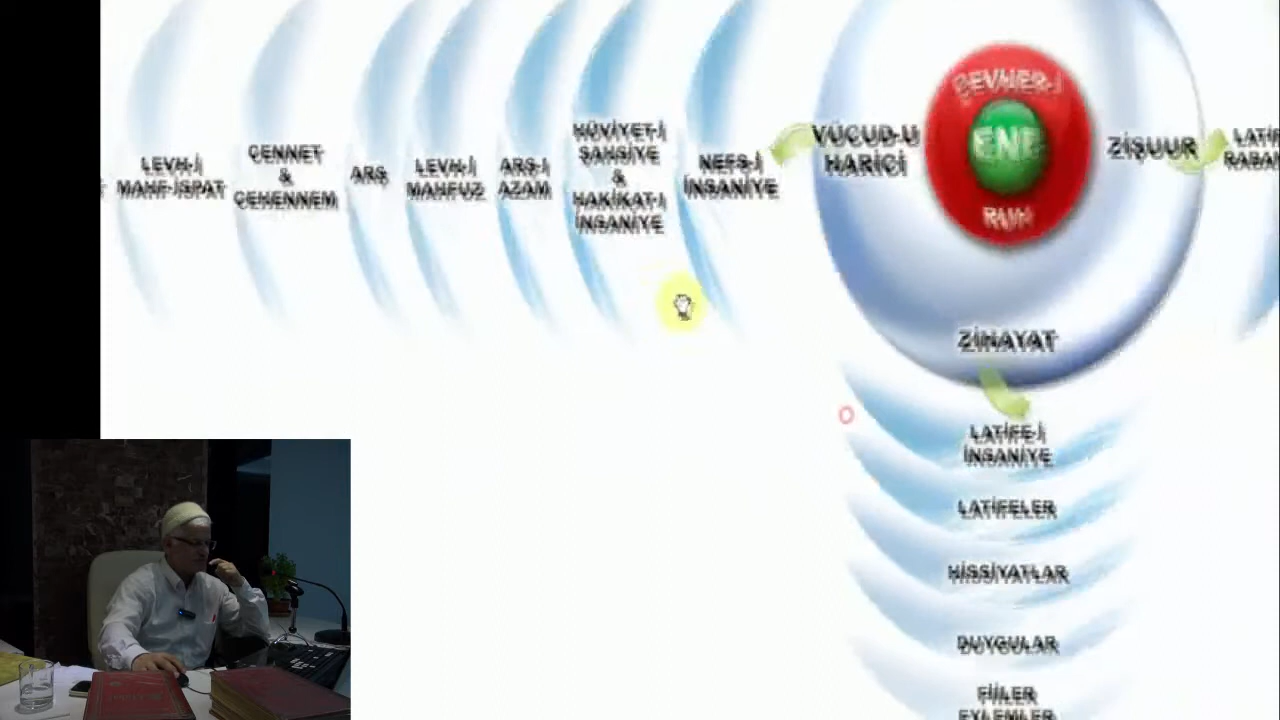 LEVH-İ
MAHF-İSPAT
CENNET
&
CEHENNEM
ARŞ
LEVH-İ
MAHFUZ
ARŞ-I
AZAM
HÜVİYET-İ
ŞAHSİYE
&
HAKİKAT-I
İNSANİYE
NEFS-İ
İNSANİYE
VÜCUD-U
HARİCİ
CEVHER-İ
ENE
RUH
ZİŞUUR
ZİHAYAT
LATİFE-İ
İNSANİYE
LATİFELER
HİSSİYATLAR
DUYGULAR
FİİLER
EYLEMLER